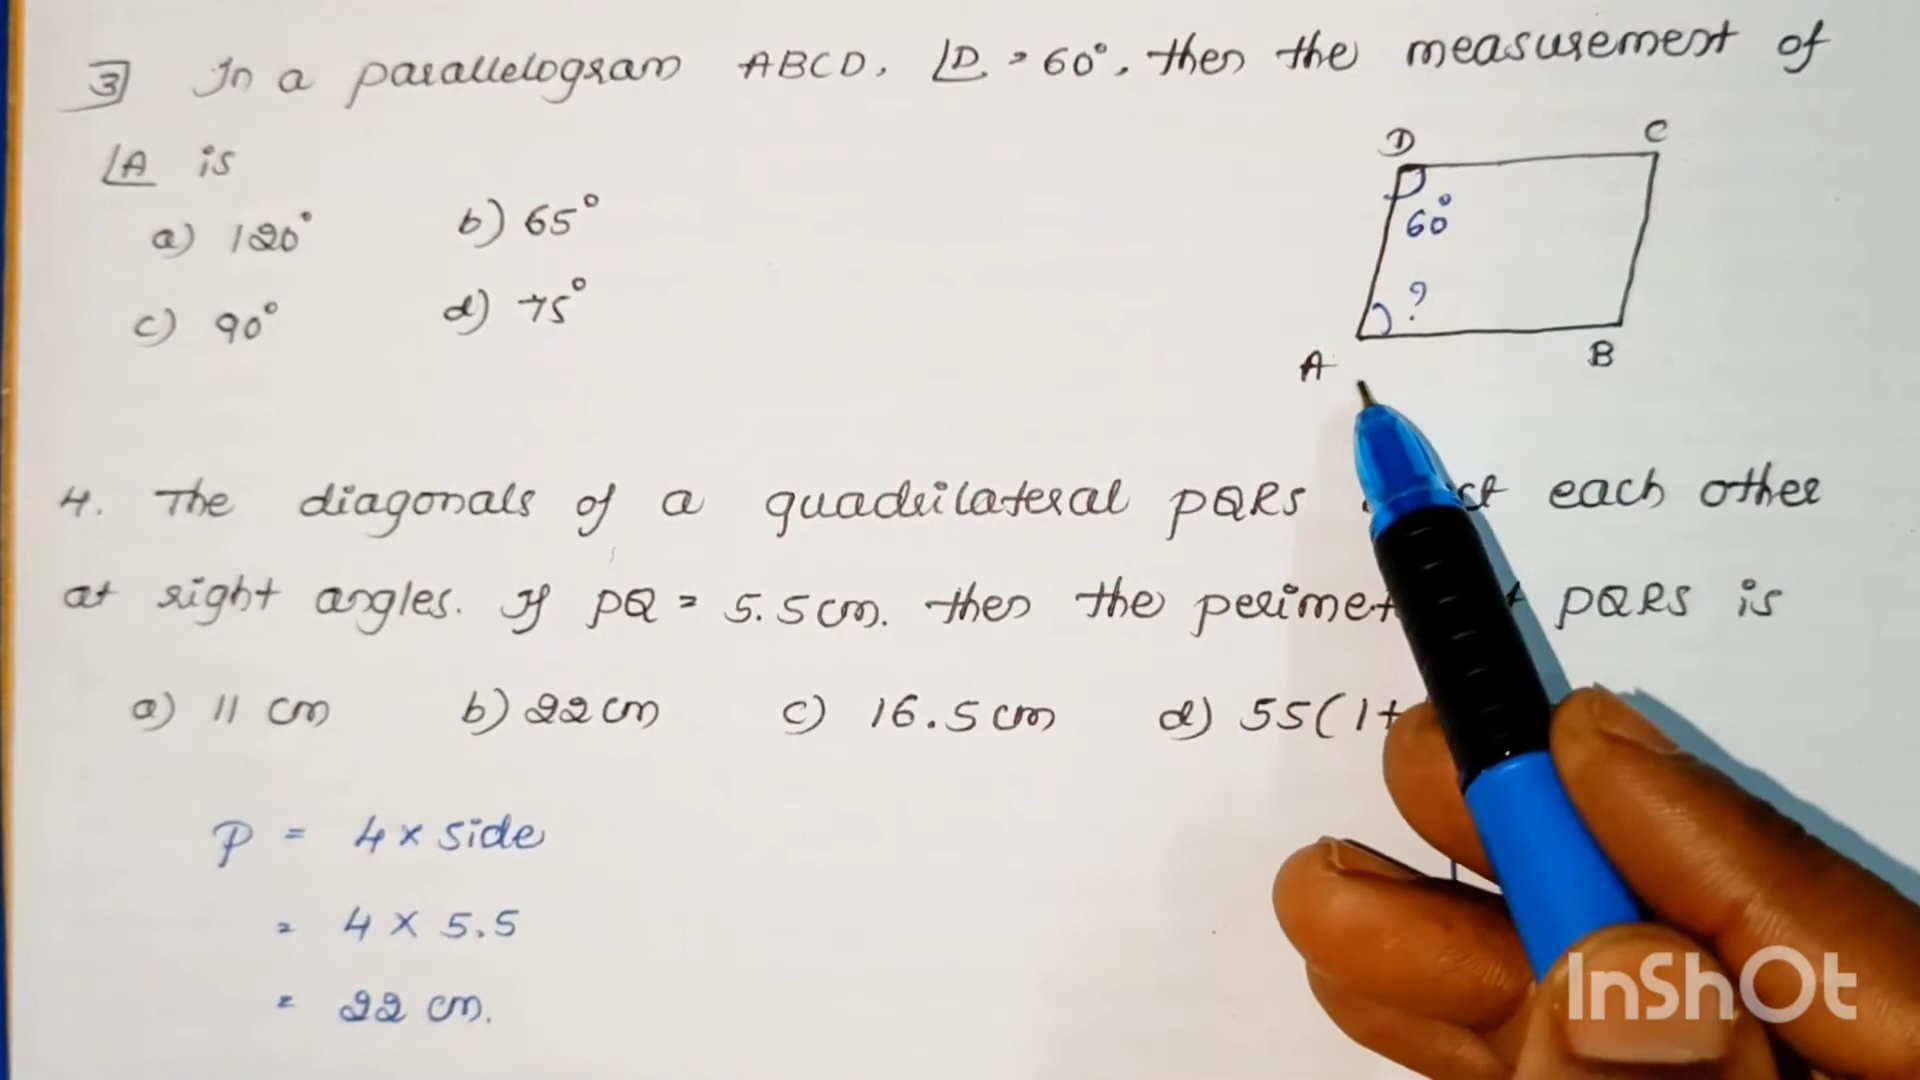 3 In a parallelogram ABCD, ∠D = 60°, then the measurement of
∠A is
a) 120° b) 65°
c) 90° d) 75°
D C
60°
?
A B
4. The diagonals of a quadrilateral PQRS each other
at right angles. If PQ = 5.5cm. then the PQRS is
a) 11 cm b) 22 cm c) 16.5 cm d) 55(1+
P = 4 × side
= 4 × 5.5
= 22 cm.
InShOt